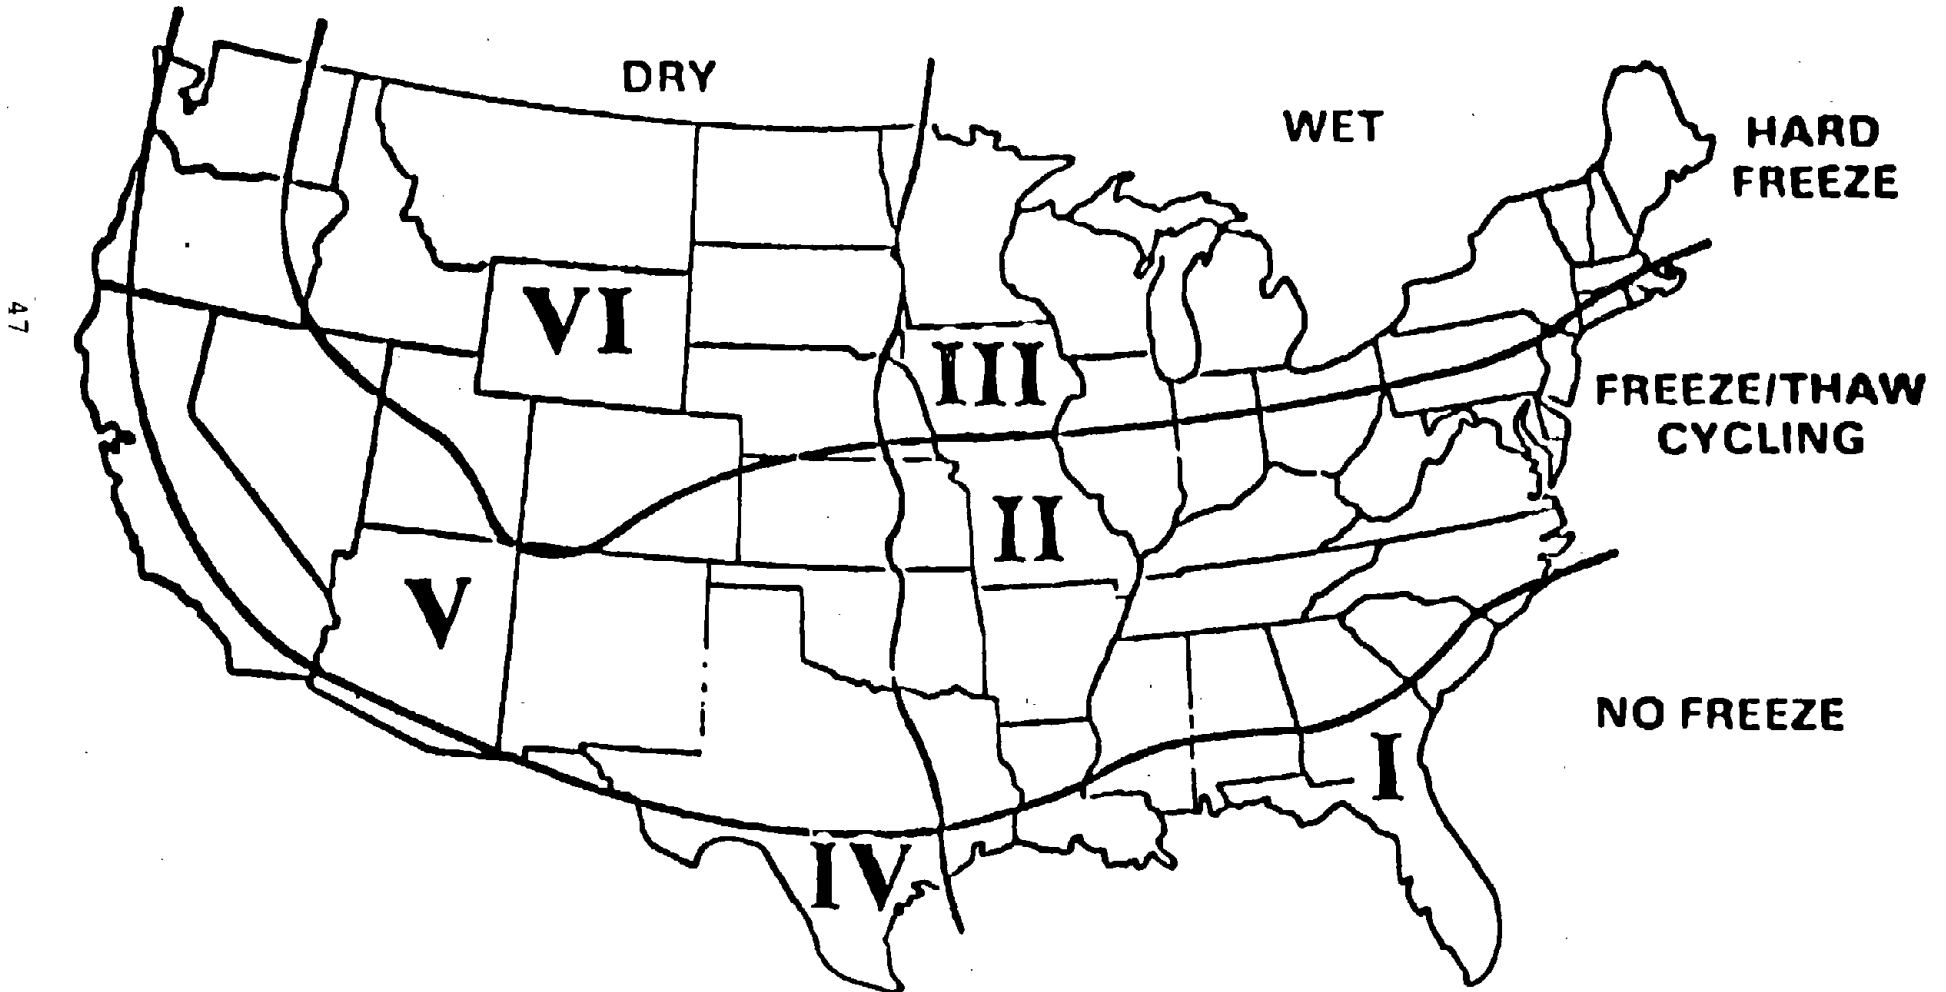 DRY
WET
HARD
FREEZE
VI
47
III
FREEZE/THAW
CYCLING
II
V
NO FREEZE
I
IV